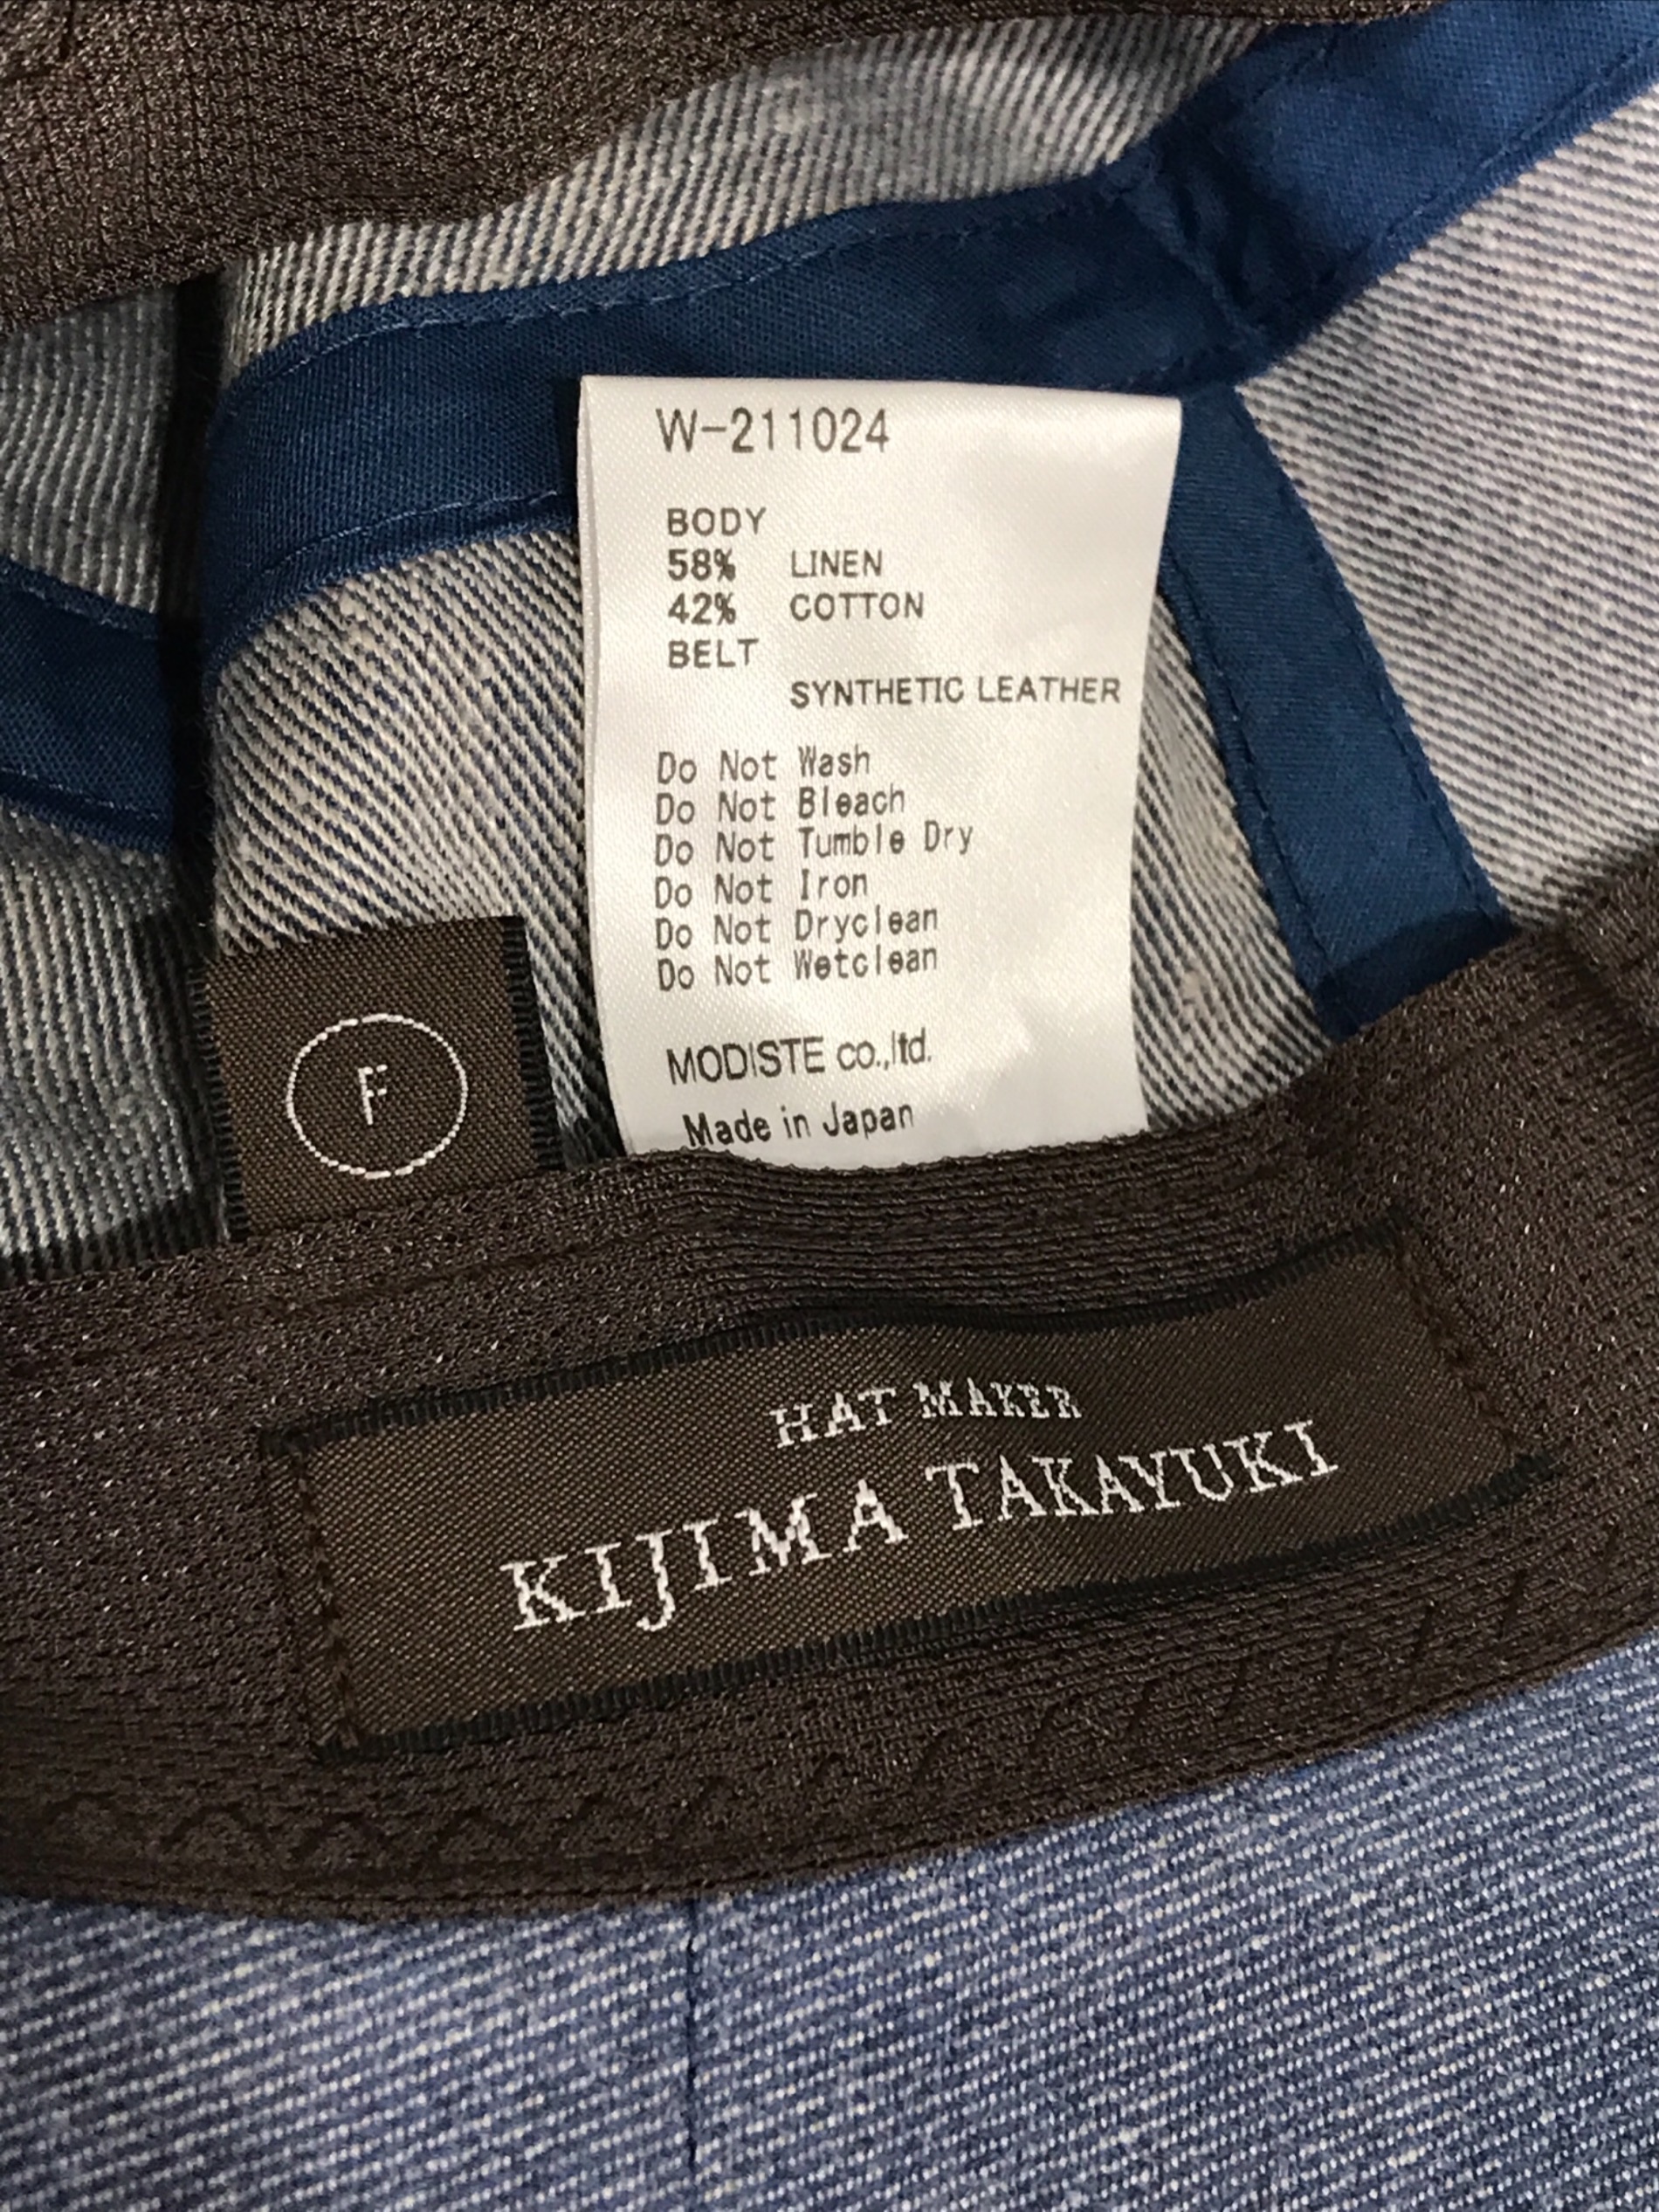 W-211024
BODY
58% LINEN
42% COTTON
BELT
SYNTHETIC LEATHER
Do Not Wash
Do Not Bleach
Do Not Tumble Dry
Do Not Iron
Do Not Dryclean
Do Not Wetclean
MODISTE co.,ltd.
Made in Japan
F
HAT MAKER
KIJIMA TAKAYUKI